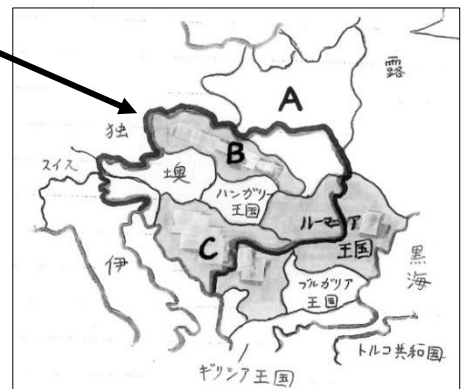 A
露
独
B
スイス
墺
ハンガリー
王国
ルーマニア
王国
C
伊
黒
海
ブルガリア
王国
トルコ共和国
ギリシア王国